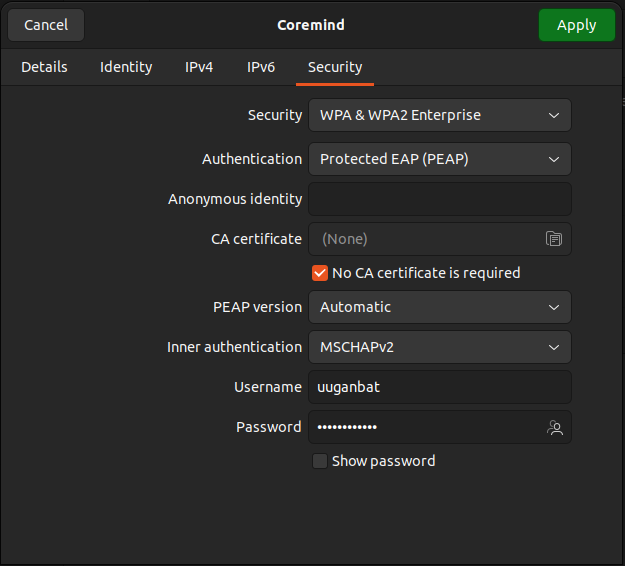 Cancel Coremind Apply
Details Identity IPv4 IPv6 Security
Security WPA & WPA2 Enterprise
Authentication Protected EAP (PEAP)
Anonymous identity
CA certificate (None)
No CA certificate is required
PEAP version Automatic
Inner authentication MSCHAPv2
Username uuganbat
Password ••••••••••••
Show password